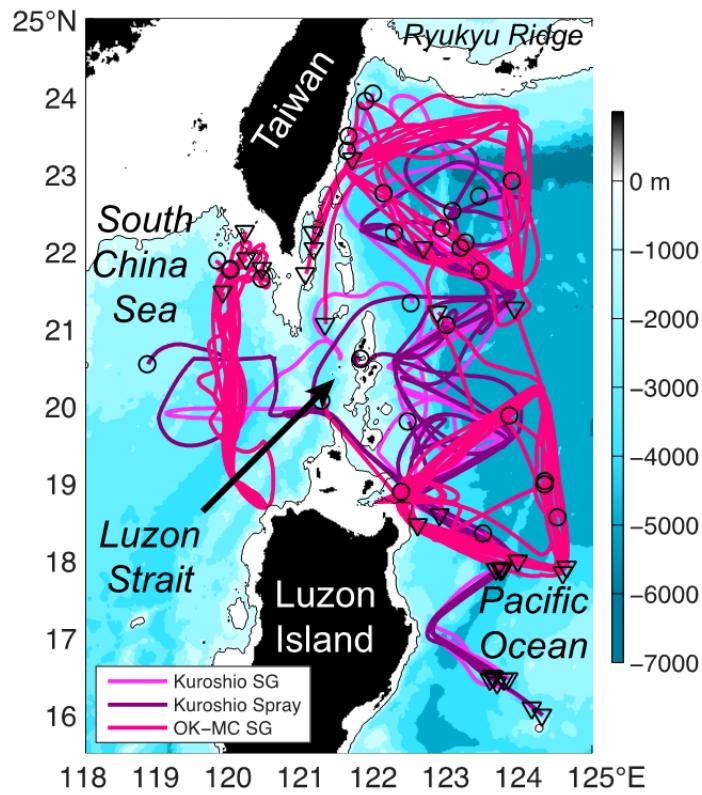 25°N
24
23
22
21
20
19
18
17
16
118
119
120
121
122
123
124
125°E
Ryukyu Ridge
Taiwan
South
China
Sea
Luzon
Strait
Luzon
Island
Pacific
Ocean
Kuroshio SG
Kuroshio Spray
OK−MC SG
0 m
−1000
−2000
−3000
−4000
−5000
−6000
−7000